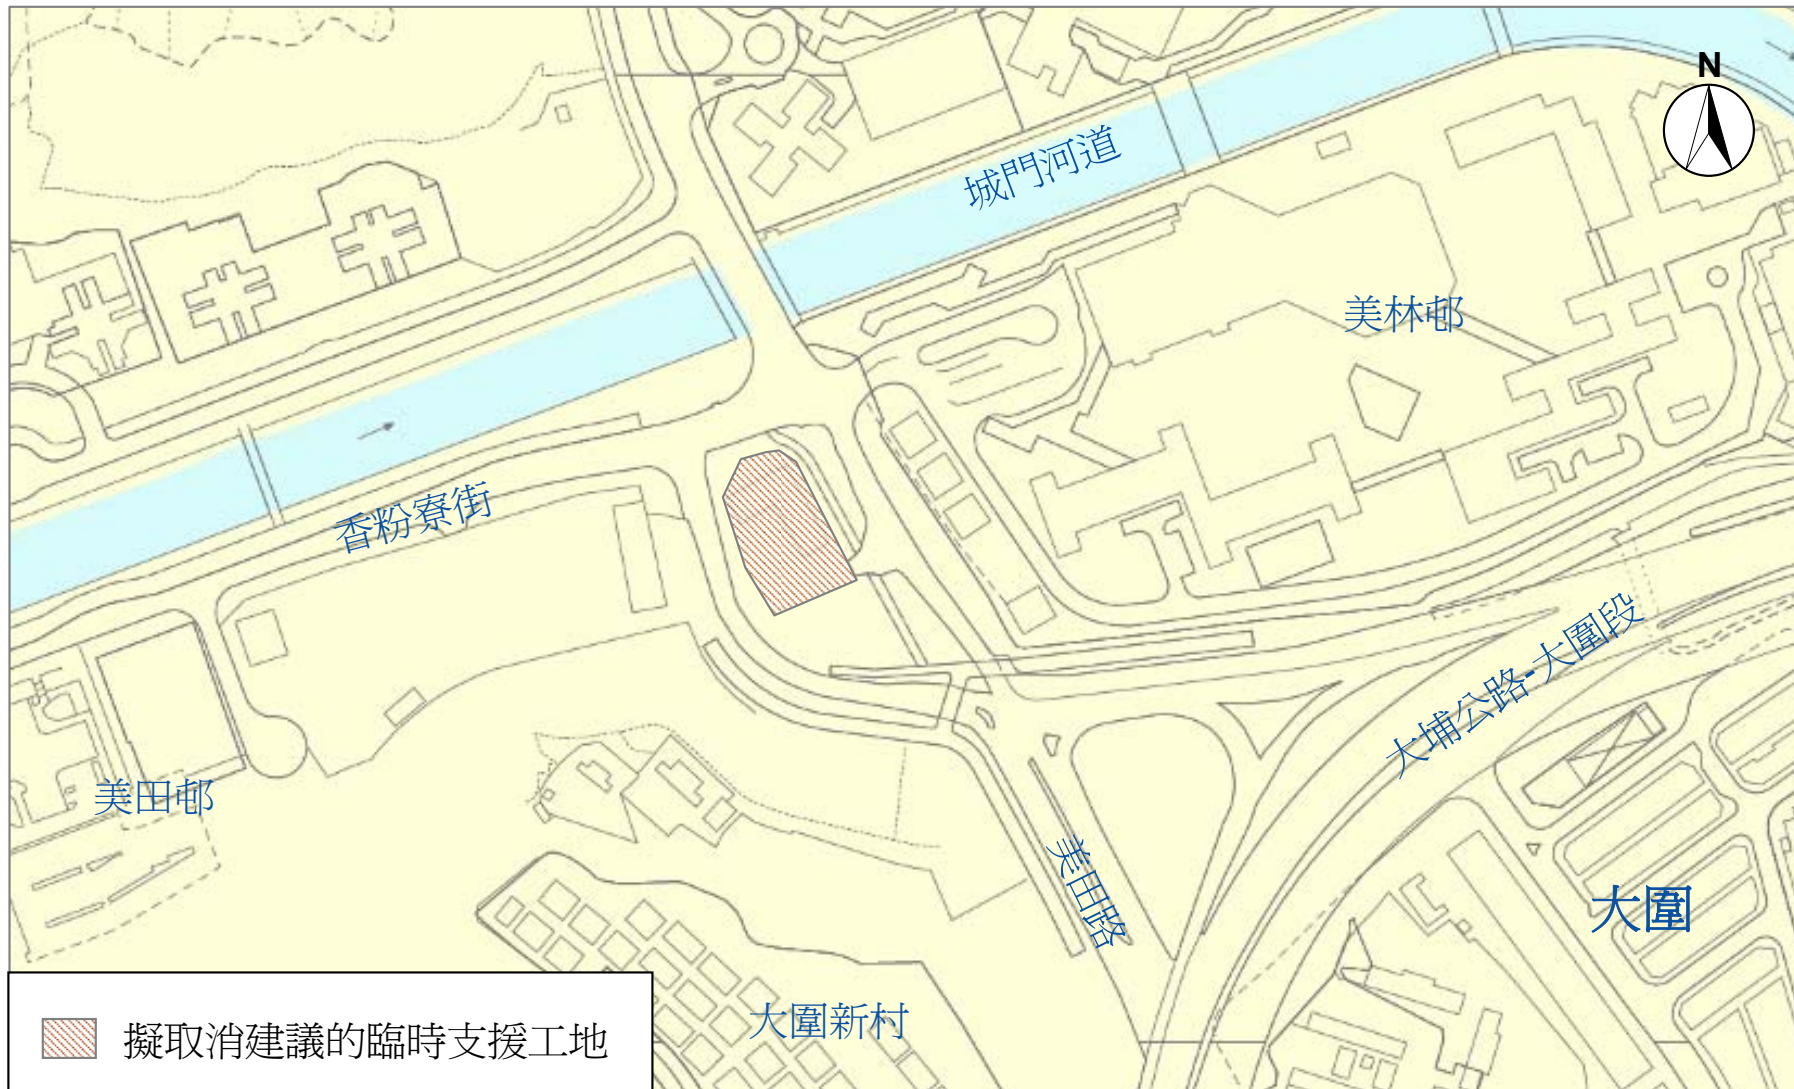 N
城門河道
美林邨
香粉寮街
大埔公路-大圍段
美田邨
美田路
大圍
大圍新村
擬取消建議的臨時支援工地